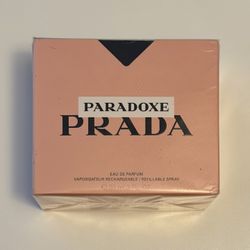 PARADOXE
PRADA
EAU DE PARFUM
VAPORISATEUR RECHARGEABLE / REFILLABLE SPRAY